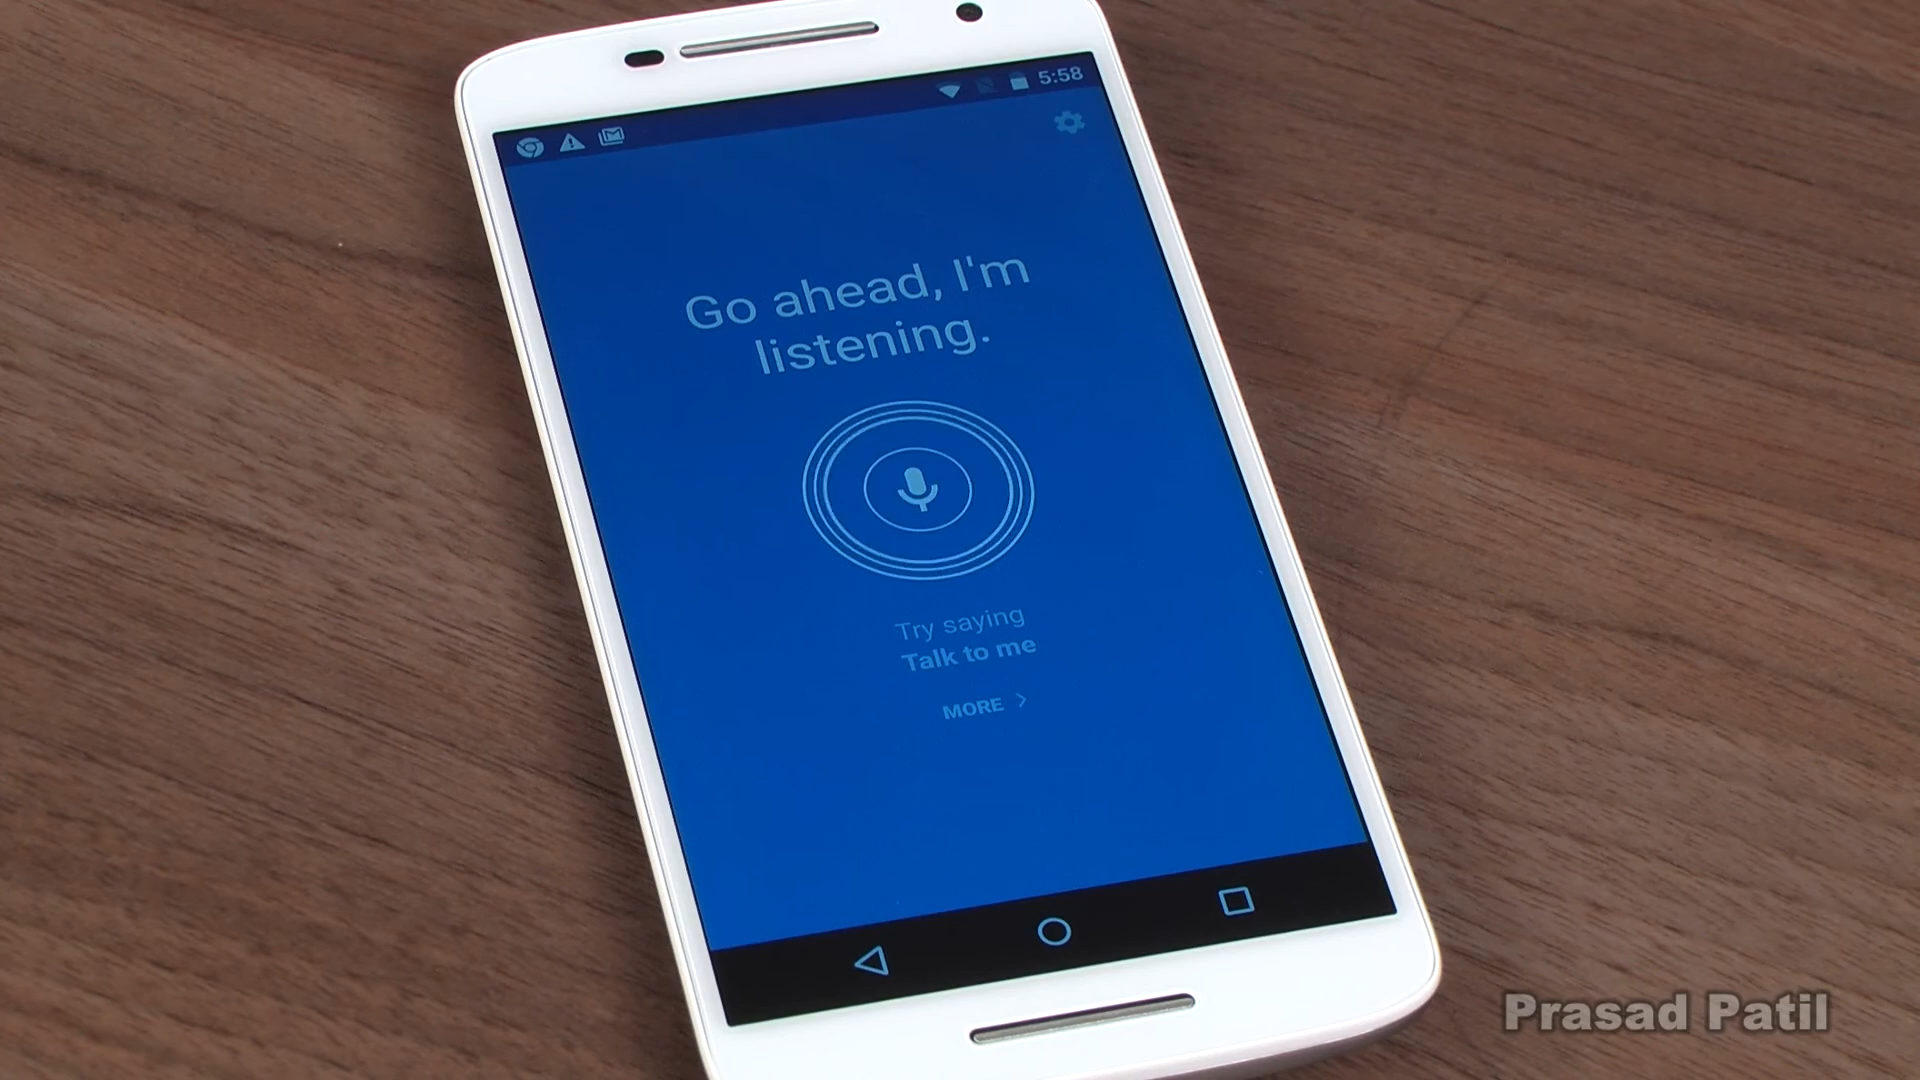 5:58
Go ahead, I'm
listening.
Try saying
Talk to me
MORE >
Prasad Patil